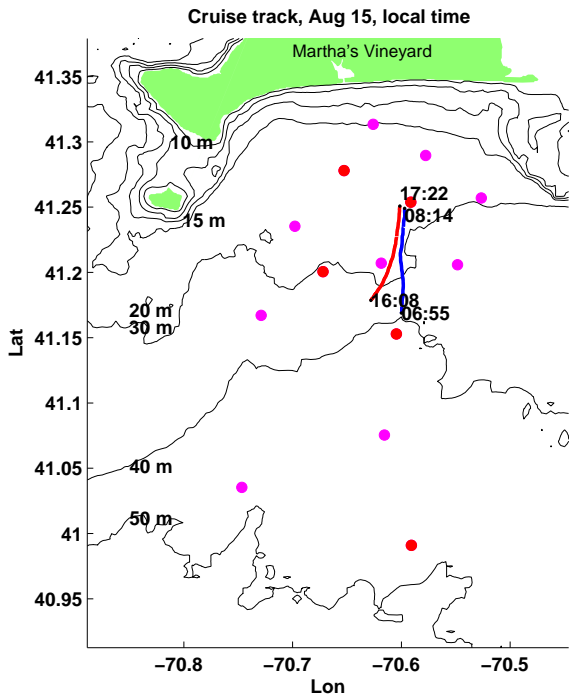 Cruise track, Aug 15, local time
Martha's Vineyard
41.35
41.3
41.25
41.2
41.15
41.1
41.05
41
40.95
Lat
10 m
15 m
20 m
30 m
40 m
50 m
17:22
08:14
16:08
06:55
−70.8
−70.7
−70.6
−70.5
Lon